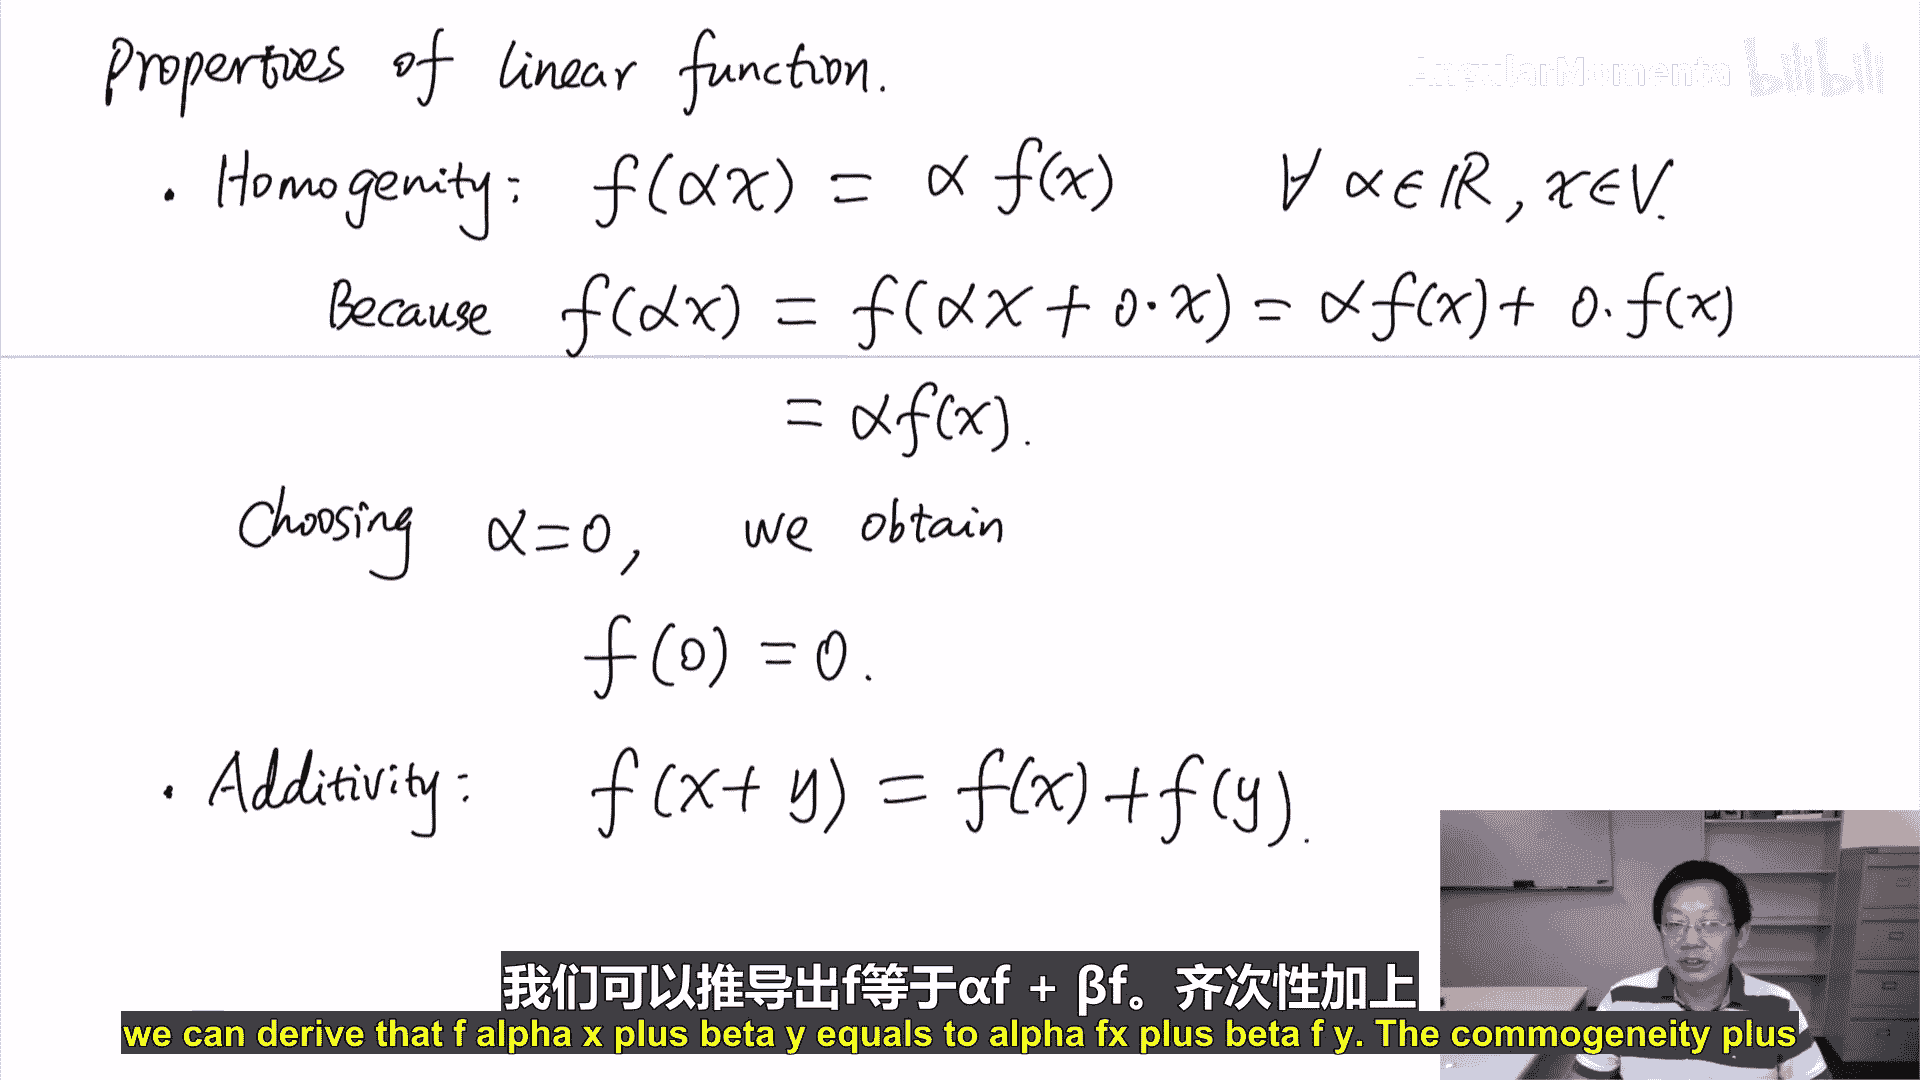 Properties of linear function.
AngularMomenta bilibili
· Homogenity: f(αx) = α f(x) ∀ α∈ℝ, x∈V.
Because f(αx) = f(αx + 0·x) = αf(x) + 0·f(x)
= αf(x).
Choosing α=0, we obtain
f(0) = 0.
· Additivity: f(x+y) = f(x)+f(y).
我们可以推导出f等于αf + βf。齐次性加上
we can derive that f alpha x plus beta y equals to alpha fx plus beta f y. The commogeneity plus